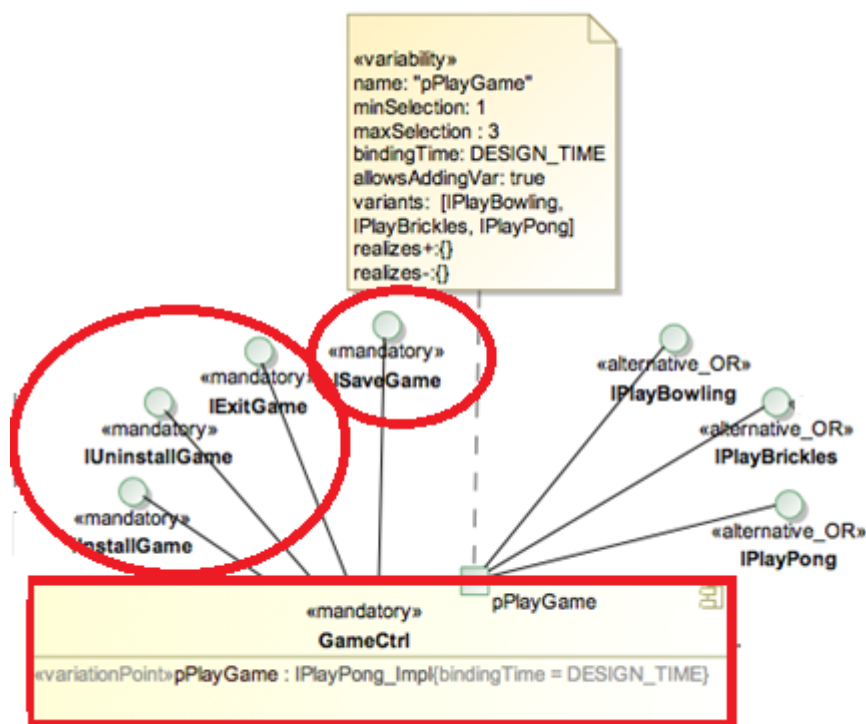 «variability»
name: "pPlayGame"
minSelection: 1
maxSelection : 3
bindingTime: DESIGN_TIME
allowsAddingVar: true
variants: [IPlayBowling,
IPlayBrickles, IPlayPong]
realizes+:{}
realizes-:{}
«mandatory»
ISaveGame
«mandatory»
IExitGame
«mandatory»
IUninstallGame
«mandatory»
IInstallGame
«alternative_OR»
IPlayBowling
«alternative_OR»
IPlayBrickles
«alternative_OR»
IPlayPong
pPlayGame
«mandatory»
GameCtrl
«variationPoint»pPlayGame : IPlayPong_Impl{bindingTime = DESIGN_TIME}